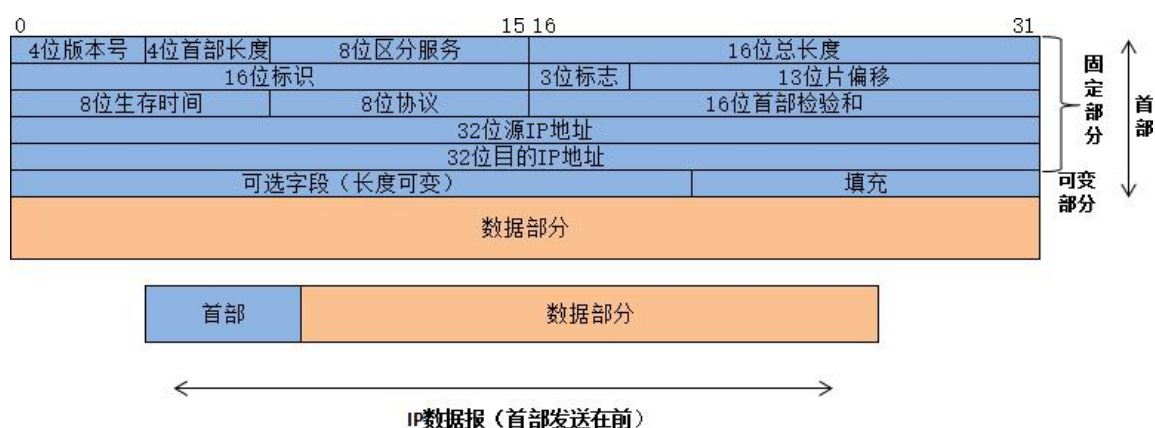 0 15 16 31
4位版本号 4位首部长度 8位区分服务 16位总长度
16位标识 3位标志 13位片偏移
8位生存时间 8位协议 16位首部检验和
32位源IP地址
32位目的IP地址
可选字段（长度可变） 填充
数据部分
固定部分
可变部分
首部
首部 数据部分
IP数据报（首部发送在前）